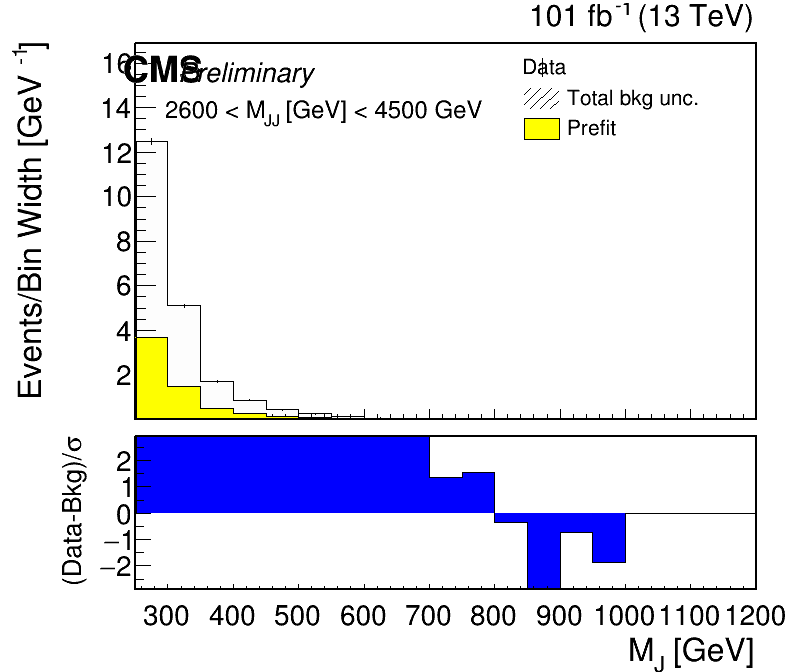 101 fb⁻¹ (13 TeV)
Events/Bin Width [GeV⁻¹]
16
14
12
10
8
6
4
2
CMS Preliminary
2600 < M_JJ [GeV] < 4500 GeV
Data
Total bkg unc.
Prefit
(Data-Bkg)/σ
2
1
0
−1
−2
300 400 500 600 700 800 900 1000 1100 1200
M_J [GeV]